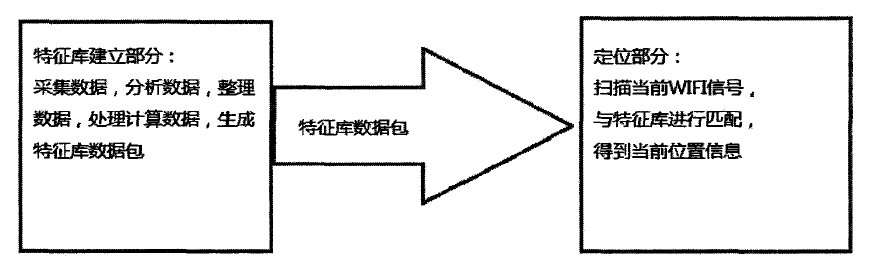 特征库建立部分：
采集数据，分析数据，整理
数据，处理计算数据，生成
特征库数据包
特征库数据包
定位部分：
扫描当前WIFI信号，
与特征库进行匹配，
得到当前位置信息